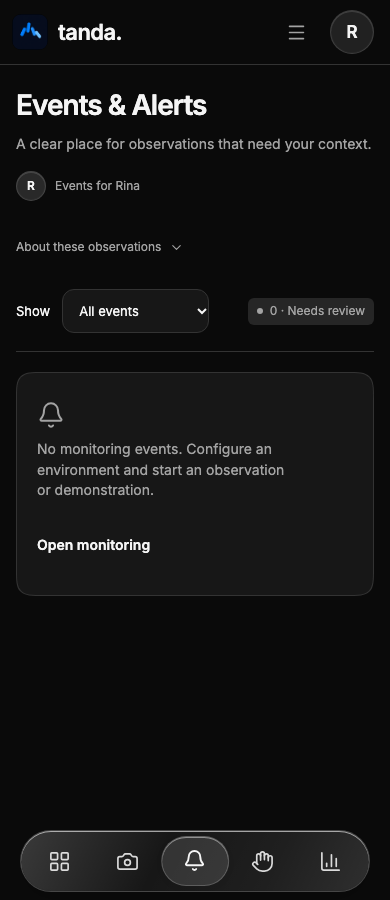 tanda.
R
Events & Alerts
A clear place for observations that need your context.
R
Events for Rina
About these observations
Show
All events
0 · Needs review
No monitoring events. Configure an
environment and start an observation
or demonstration.
Open monitoring